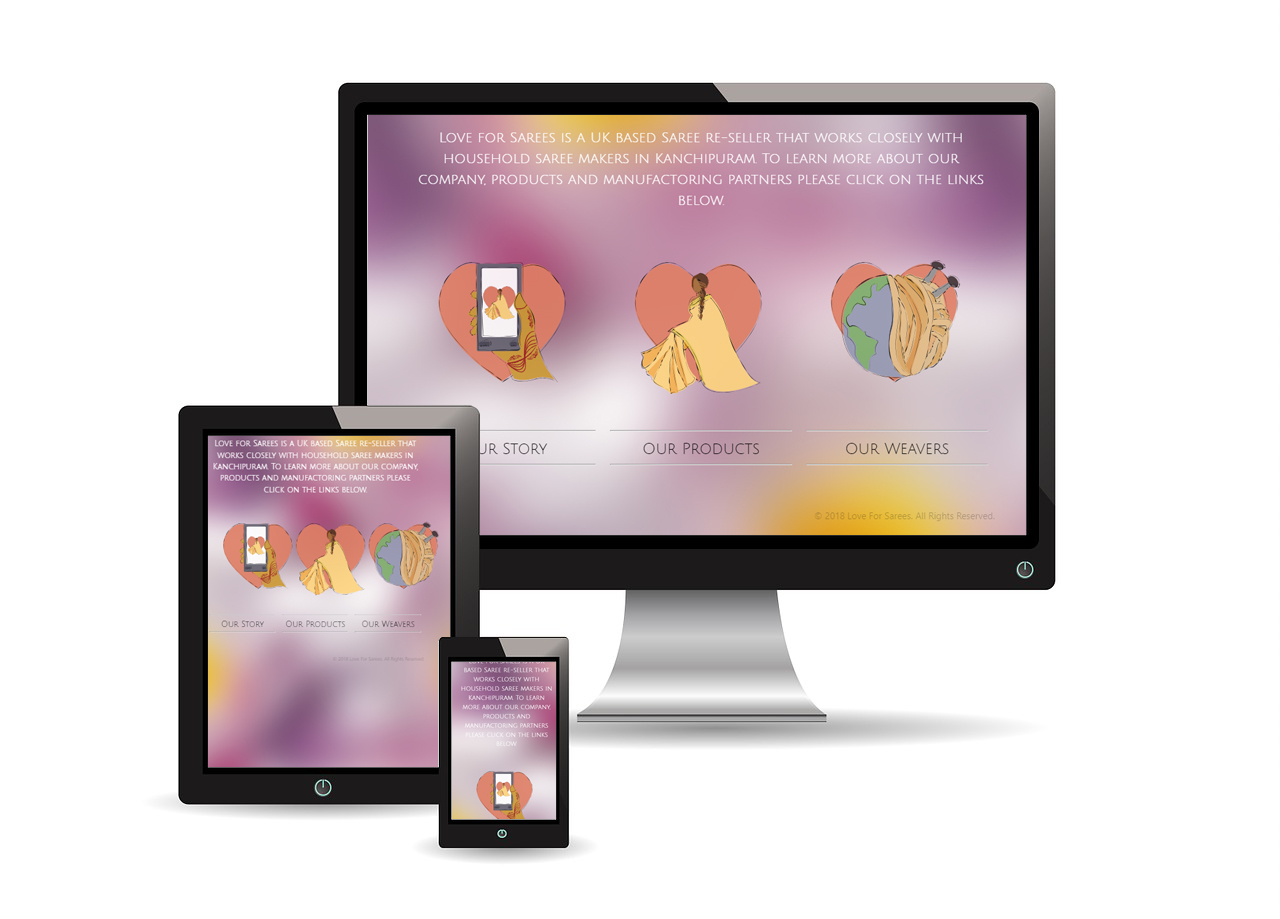 Love for Sarees is a UK based Saree re-seller that works closely with
household saree makers in Kanchipuram. To learn more about our
company, products and manufactoring partners please click on the links
below.
ur Story
Our Products
Our Weavers
© 2018 Love For Sarees. All Rights Reserved.
Love for Sarees is a UK based Saree re-seller that
works closely with household saree makers in
Kanchipuram. To learn more about our company,
products and manufactoring partners please
click on the links below.
Our Story
Our Products
Our Weavers
© 2018 Love For Sarees. All Rights Reserved.
Love for Sarees is a UK
based Saree re-seller that
works closely with
household saree makers in
Kanchipuram. To learn
more about our company,
products and
manufactoring partners
please click on the links
below.